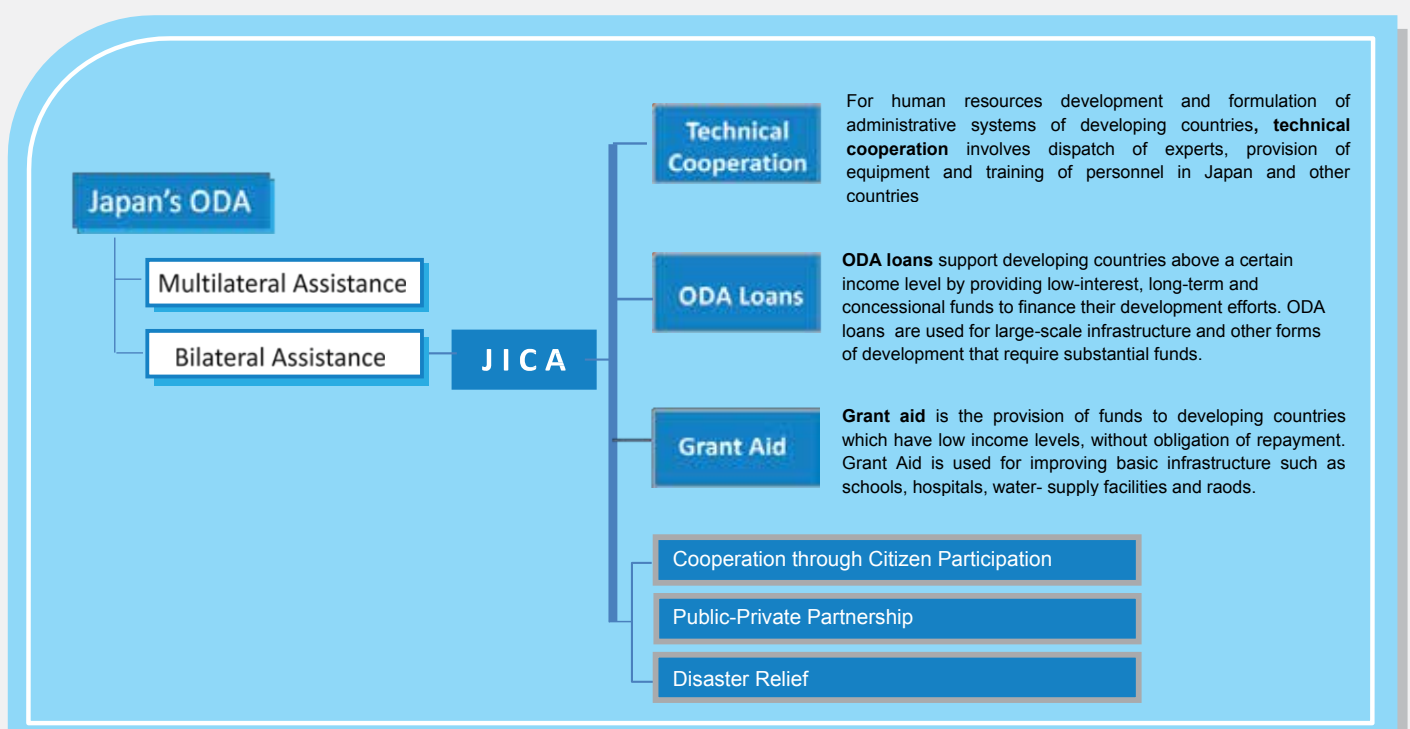 Japan's ODA
Multilateral Assistance
Bilateral Assistance
JICA
Technical
Cooperation
For human resources development and formulation of
administrative systems of developing countries, technical
cooperation involves dispatch of experts, provision of
equipment and training of personnel in Japan and other
countries
ODA Loans
ODA loans support developing countries above a certain
income level by providing low-interest, long-term and
concessional funds to finance their development efforts. ODA
loans are used for large-scale infrastructure and other forms
of development that require substantial funds.
Grant Aid
Grant aid is the provision of funds to developing countries
which have low income levels, without obligation of repayment.
Grant Aid is used for improving basic infrastructure such as
schools, hospitals, water- supply facilities and raods.
Cooperation through Citizen Participation
Public-Private Partnership
Disaster Relief